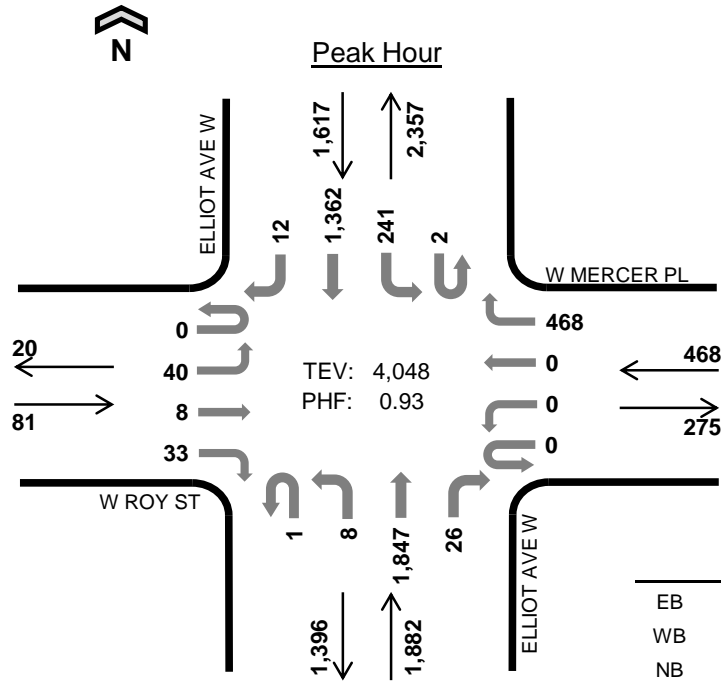 N
Peak Hour
1,617
2,357
ELLIOT AVE W
12
1,362
241
2
W MERCER PL
0
468
20
40
TEV: 4,048
0
468
81
8
PHF: 0.93
0
275
33
0
W ROY ST
1
8
1,847
26
ELLIOT AVE W
1,396
1,882
EB
WB
NB